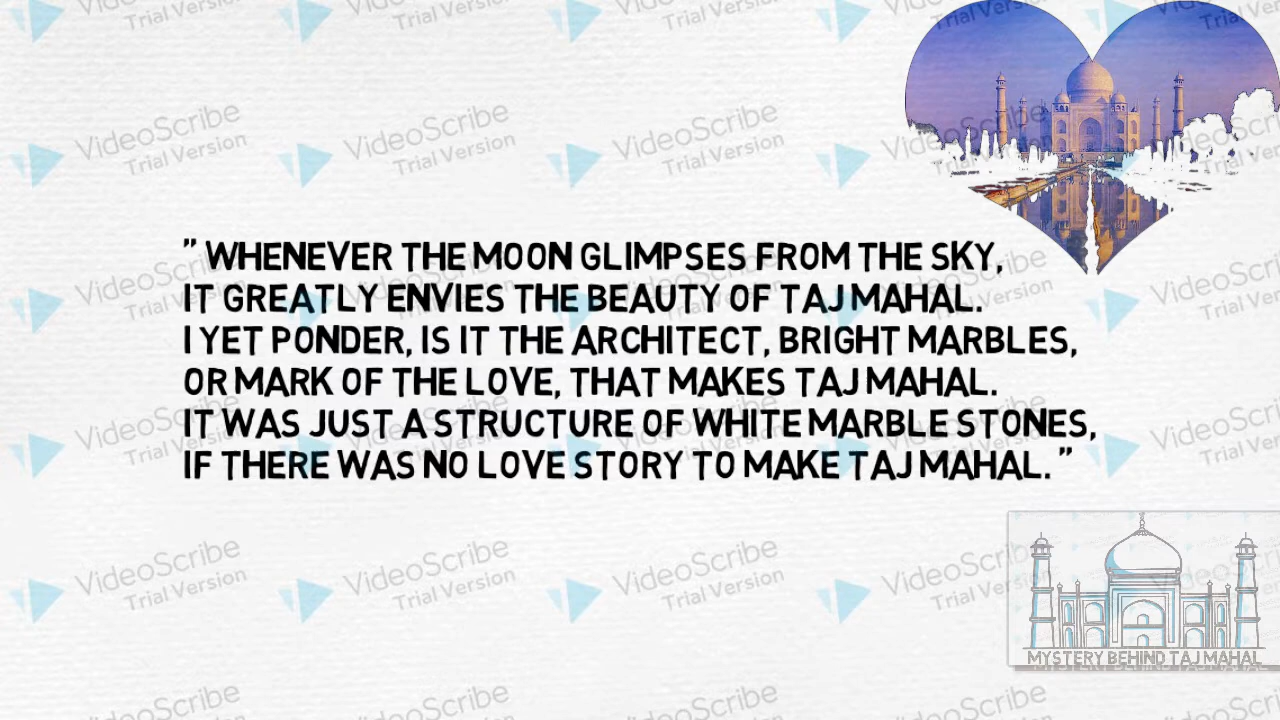 " WHENEVER THE MOON GLIMPSES FROM THE SKY,
IT GREATLY ENVIES THE BEAUTY OF TAJ MAHAL.
I YET PONDER, IS IT THE ARCHITECT, BRIGHT MARBLES,
OR MARK OF THE LOVE, THAT MAKES TAJ MAHAL.
IT WAS JUST A STRUCTURE OF WHITE MARBLE STONES,
IF THERE WAS NO LOVE STORY TO MAKE TAJ MAHAL. "
MYSTERY BEHIND TAJ MAHAL
VideoScribe
Trial Version